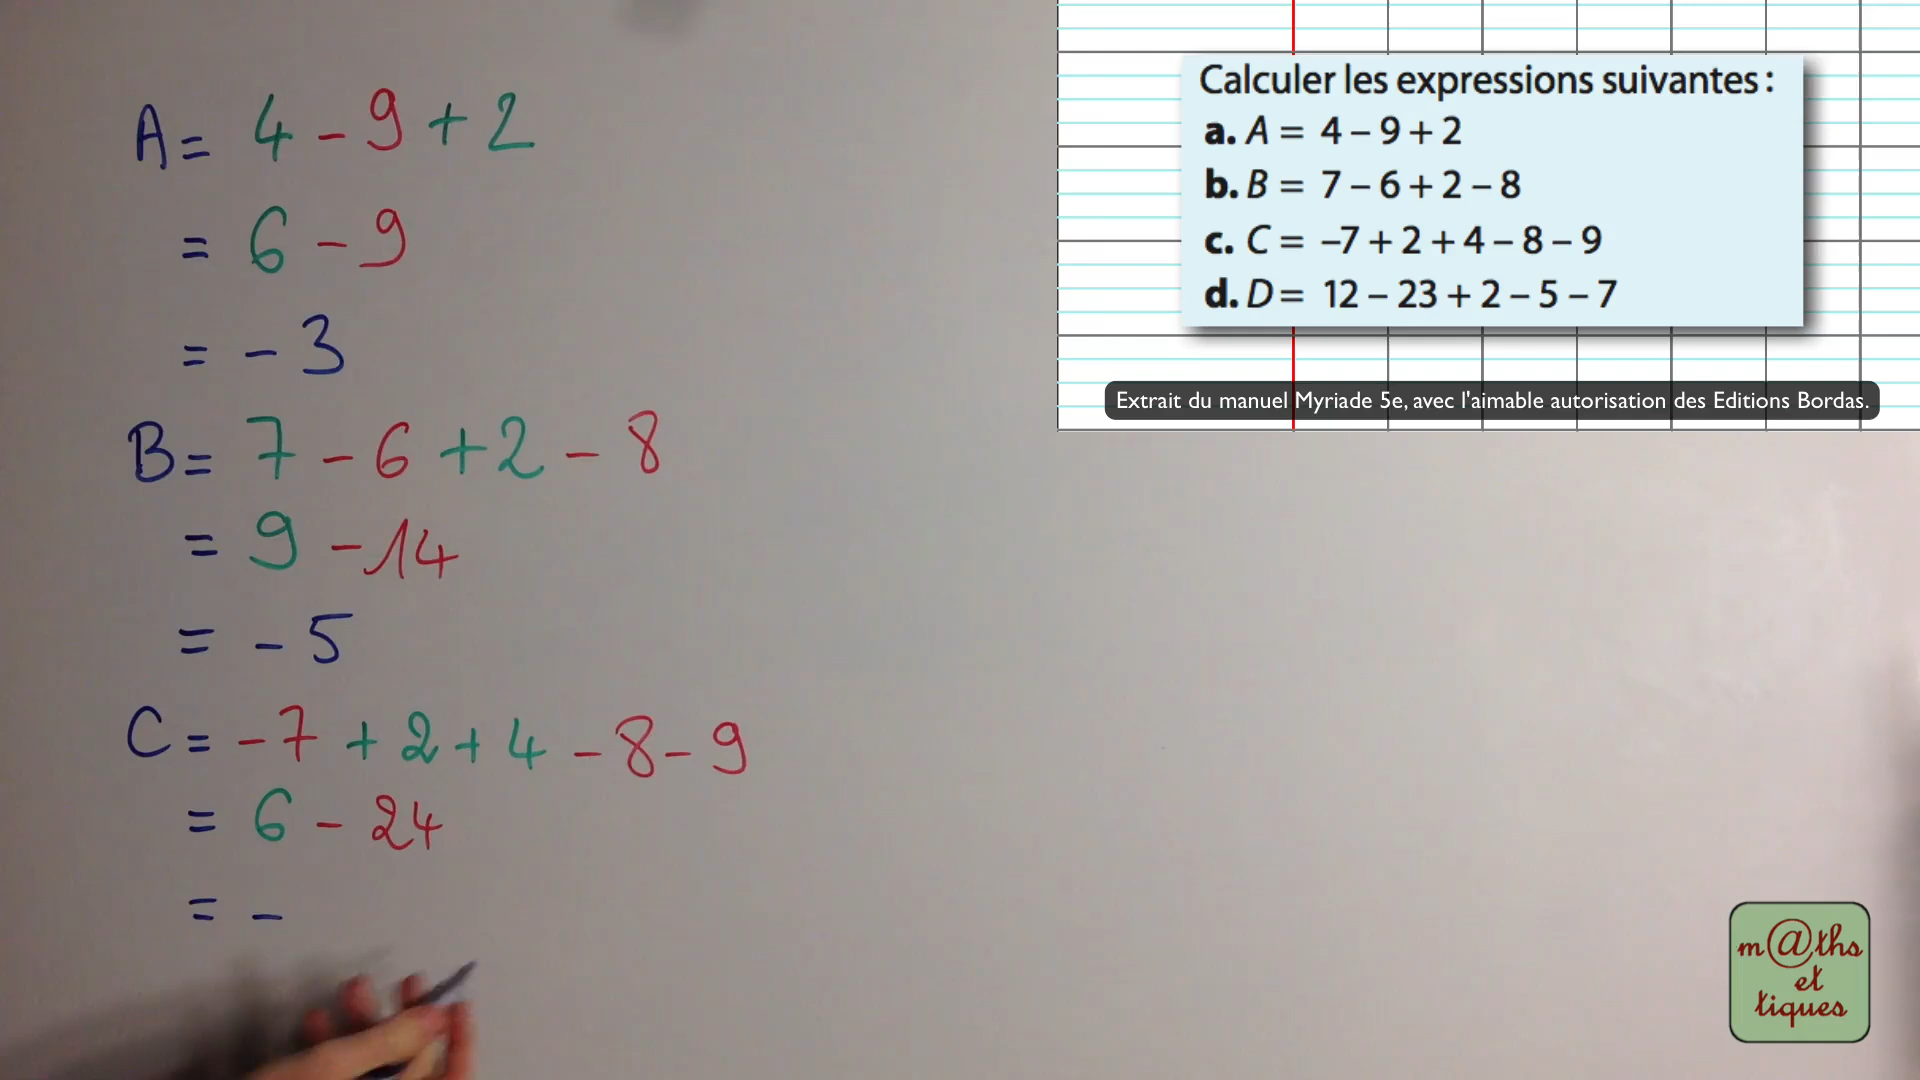 A = 4 - 9 + 2
= 6 - 9
= - 3
B = 7 - 6 + 2 - 8
= 9 - 14
= - 5
C = - 7 + 2 + 4 - 8 - 9
= 6 - 24
= -
Calculer les expressions suivantes :
a. A = 4 – 9 + 2
b. B = 7 – 6 + 2 – 8
c. C = –7 + 2 + 4 – 8 – 9
d. D = 12 – 23 + 2 – 5 – 7
Extrait du manuel Myriade 5e, avec l'aimable autorisation des Editions Bordas.
m@ths
et
tiques